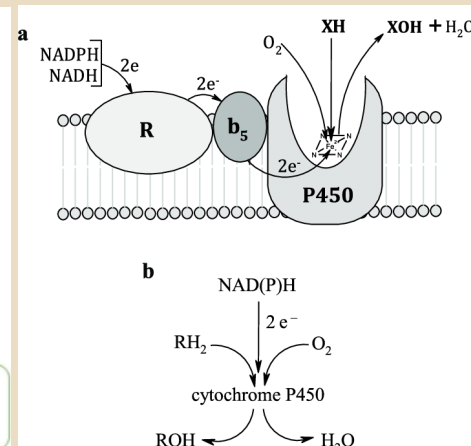 a
XH
XOH + H₂O
O₂
NADPH
NADH
2e
2e⁻
R
b₅
N N
Fe
N N
2e⁻
P450
b
NAD(P)H
2 e⁻
RH₂
O₂
cytochrome P450
ROH
H₂O